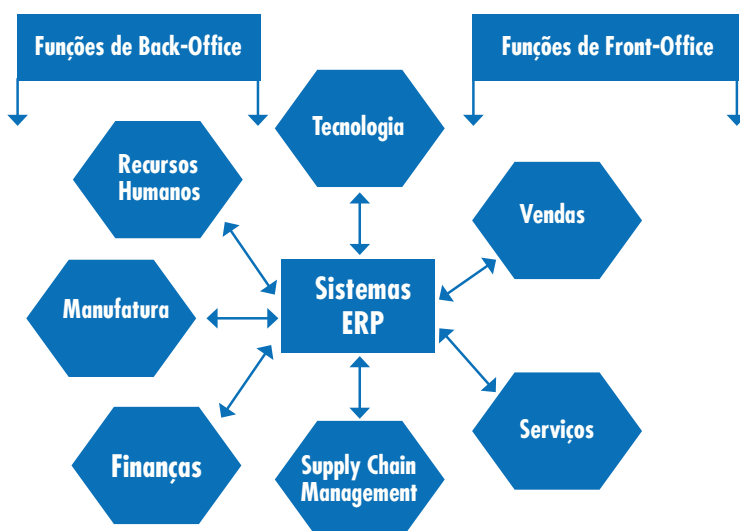 Funções de Back-Office
Funções de Front-Office
Tecnologia
Recursos
Humanos
Vendas
Sistemas
ERP
Manufatura
Finanças
Supply Chain
Management
Serviços